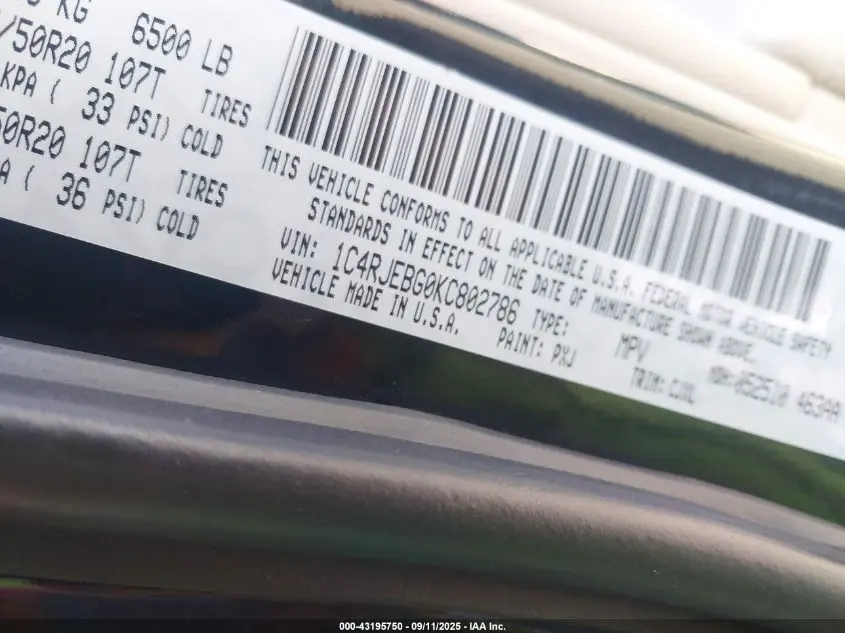 KG 6500 LB
/50R20 107T TIRES
KPA ( 33 PSI) COLD
50R20 107T TIRES
A ( 36 PSI) COLD
THIS VEHICLE CONFORMS TO ALL APPLICABLE U.S.A. FEDERAL MOTOR VEHICLE SAFETY
STANDARDS IN EFFECT ON THE DATE OF MANUFACTURE SHOWN ABOVE.
VIN: 1C4RJEBG0KC802786 TYPE: MPV
VEHICLE MADE IN U.S.A. PAINT: PXJ TRIM:
463AA
000-43195750 - 09/11/2025 - IAA Inc.